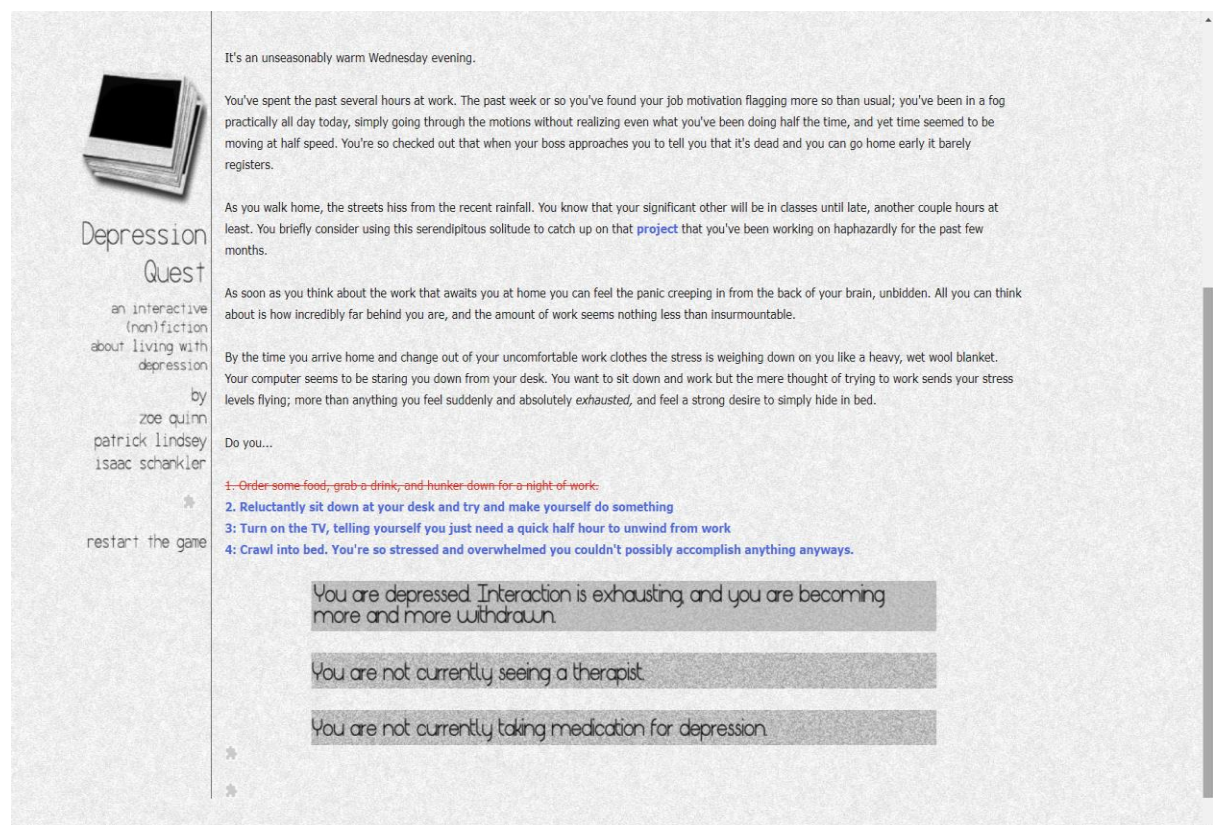 Depression
Quest
an interactive
(non)fiction
about living with
depression
by
zoe quinn
patrick lindsey
isaac schankler
restart the game
It's an unseasonably warm Wednesday evening.
You've spent the past several hours at work. The past week or so you've found your job motivation flagging more so than usual; you've been in a fog
practically all day today, simply going through the motions without realizing even what you've been doing half the time, and yet time seemed to be
moving at half speed. You're so checked out that when your boss approaches you to tell you that it's dead and you can go home early it barely
registers.
As you walk home, the streets hiss from the recent rainfall. You know that your significant other will be in classes until late, another couple hours at
least. You briefly consider using this serendipitous solitude to catch up on that project that you've been working on haphazardly for the past few
months.
As soon as you think about the work that awaits you at home you can feel the panic creeping in from the back of your brain, unbidden. All you can think
about is how incredibly far behind you are, and the amount of work seems nothing less than insurmountable.
By the time you arrive home and change out of your uncomfortable work clothes the stress is weighing down on you like a heavy, wet wool blanket.
Your computer seems to be staring you down from your desk. You want to sit down and work but the mere thought of trying to work sends your stress
levels flying; more than anything you feel suddenly and absolutely exhausted, and feel a strong desire to simply hide in bed.
Do you...
1. Order some food, grab a drink, and hunker down for a night of work.
2. Reluctantly sit down at your desk and try and make yourself do something
3: Turn on the TV, telling yourself you just need a quick half hour to unwind from work
4: Crawl into bed. You're so stressed and overwhelmed you couldn't possibly accomplish anything anyways.
You are depressed. Interaction is exhausting, and you are becoming
more and more withdrawn.
You are not currently seeing a therapist.
You are not currently taking medication for depression.